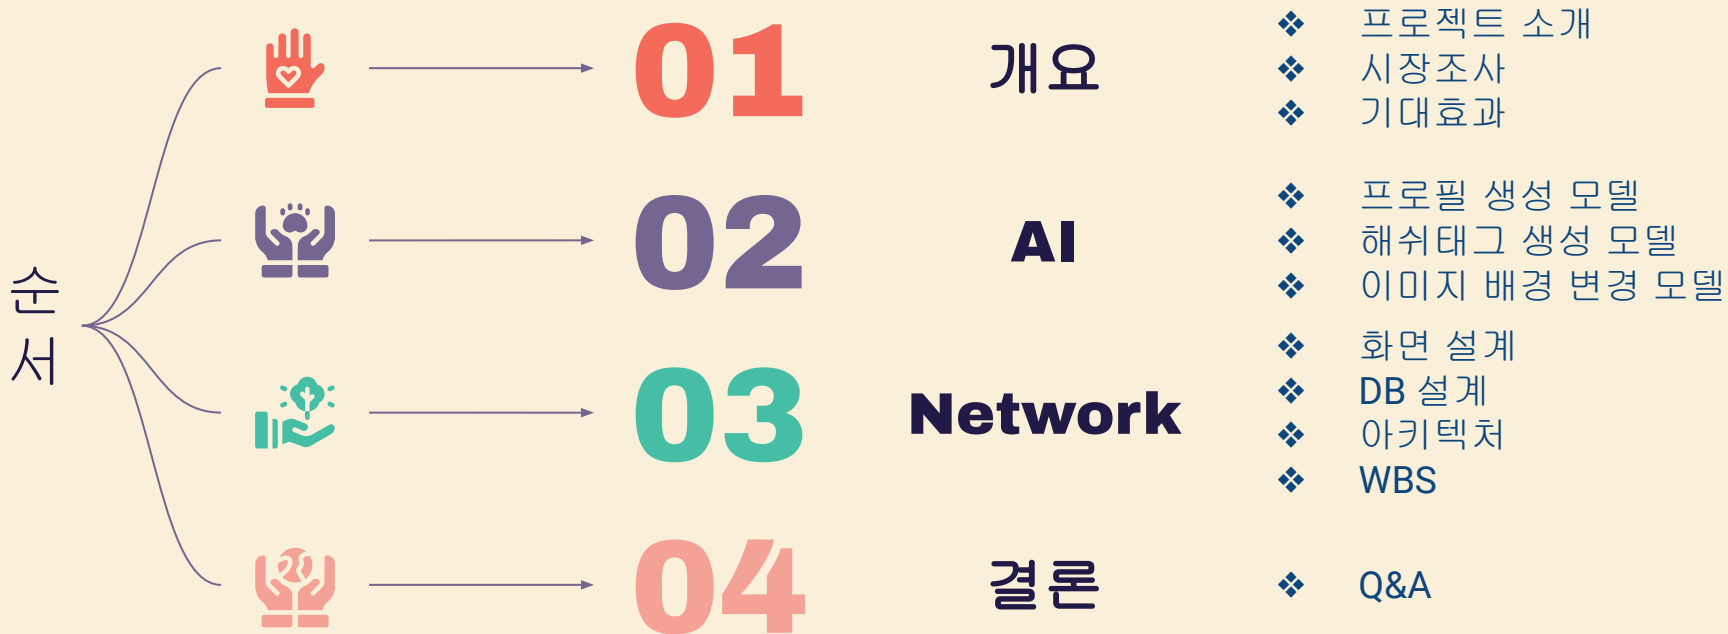 순
서
01
개요
❖ 프로젝트 소개
❖ 시장조사
❖ 기대효과
02
AI
❖ 프로필 생성 모델
❖ 해쉬태그 생성 모델
❖ 이미지 배경 변경 모델
03
Network
❖ 화면 설계
❖ DB 설계
❖ 아키텍처
❖ WBS
04
결론
❖ Q&A